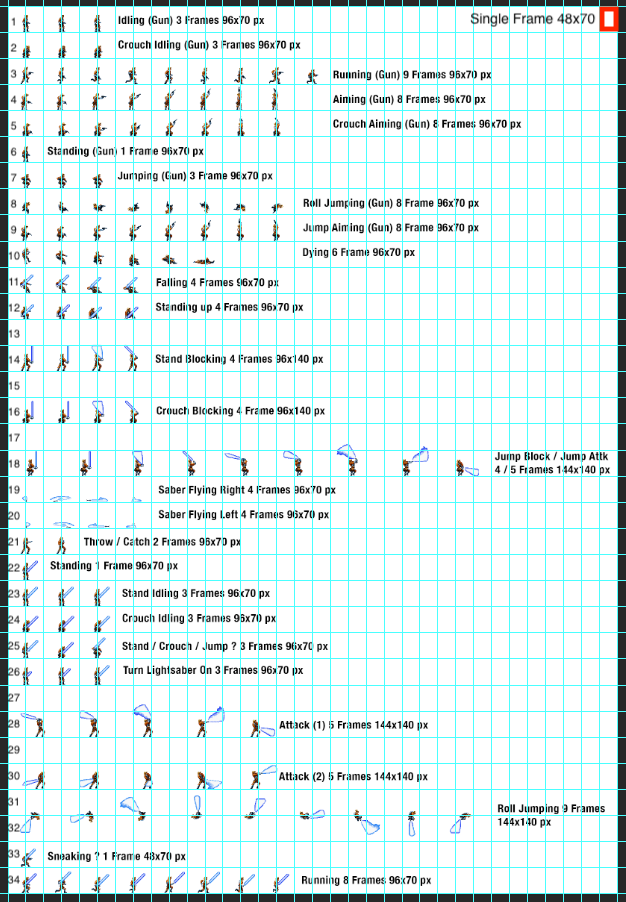 Single Frame 48x70
1 Idling (Gun) 3 Frames 96x70 px
2 Crouch Idling (Gun) 3 Frames 96x70 px
3 Running (Gun) 9 Frames 96x70 px
4 Aiming (Gun) 8 Frames 96x70 px
5 Crouch Aiming (Gun) 8 Frames 96x70 px
6 Standing (Gun) 1 Frame 96x70 px
7 Jumping (Gun) 3 Frame 96x70 px
8 Roll Jumping (Gun) 8 Frame 96x70 px
9 Jump Aiming (Gun) 8 Frame 96x70 px
10 Dying 6 Frame 96x70 px
11 Falling 4 Frames 96x70 px
12 Standing up 4 Frames 96x70 px
13
14 Stand Blocking 4 Frames 96x140 px
15
16 Crouch Blocking 4 Frame 96x140 px
17
18 Jump Block / Jump Attk
4 / 5 Frames 144x140 px
19 Saber Flying Right 4 Frames 96x70 px
20 Saber Flying Left 4 Frames 96x70 px
21 Throw / Catch 2 Frames 96x70 px
22 Standing 1 Frame 96x70 px
23 Stand Idling 3 Frames 96x70 px
24 Crouch Idling 3 Frames 96x70 px
25 Stand / Crouch / Jump ? 3 Frames 96x70 px
26 Turn Lightsaber On 3 Frames 96x70 px
27
28 Attack (1) 5 Frames 144x140 px
29
30 Attack (2) 5 Frames 144x140 px
31 Roll Jumping 9 Frames
32 144x140 px
33 Sneaking ? 1 Frame 48x70 px
34 Running 8 Frames 96x70 px